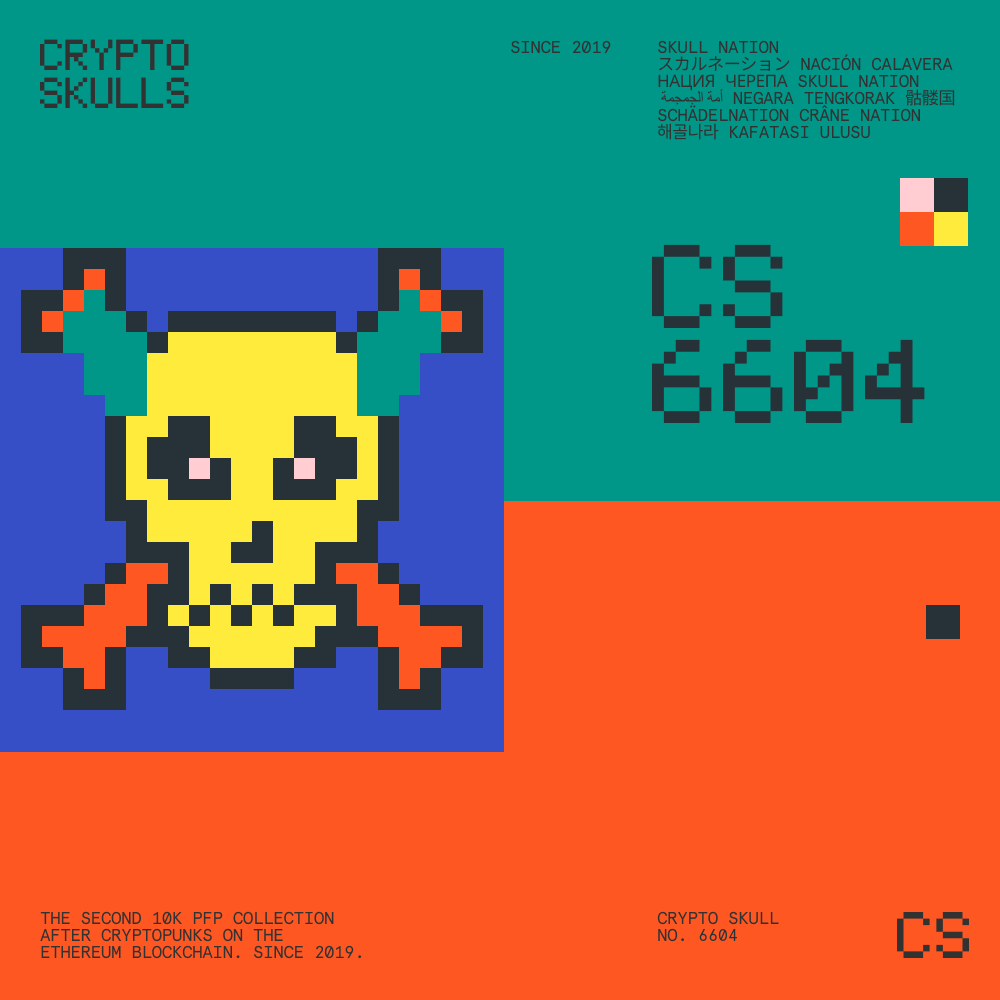 CRYPTO
SKULLS
SINCE 2019
SKULL NATION
スカルネーション NACIÓN CALAVERA
НАЦИЯ ЧЕРЕПА SKULL NATION
أمة الجمجمة NEGARA TENGKORAK 骷髅国
SCHÄDELNATION CRÂNE NATION
해골나라 KAFATASI ULUSU
CS
6604
THE SECOND 10K PFP COLLECTION
AFTER CRYPTOPUNKS ON THE
ETHEREUM BLOCKCHAIN. SINCE 2019.
CRYPTO SKULL
NO. 6604
CS